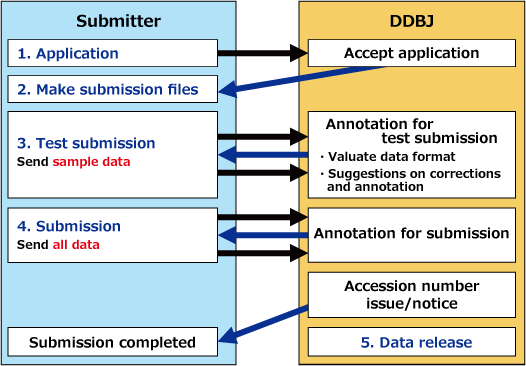 Submitter
DDBJ
1. Application
Accept application
2. Make submission files
3. Test submission
Send sample data
Annotation for
test submission
· Valuate data format
· Suggestions on corrections
and annotation
4. Submission
Send all data
Annotation for submission
Accession number
issue/notice
Submission completed
5. Data release